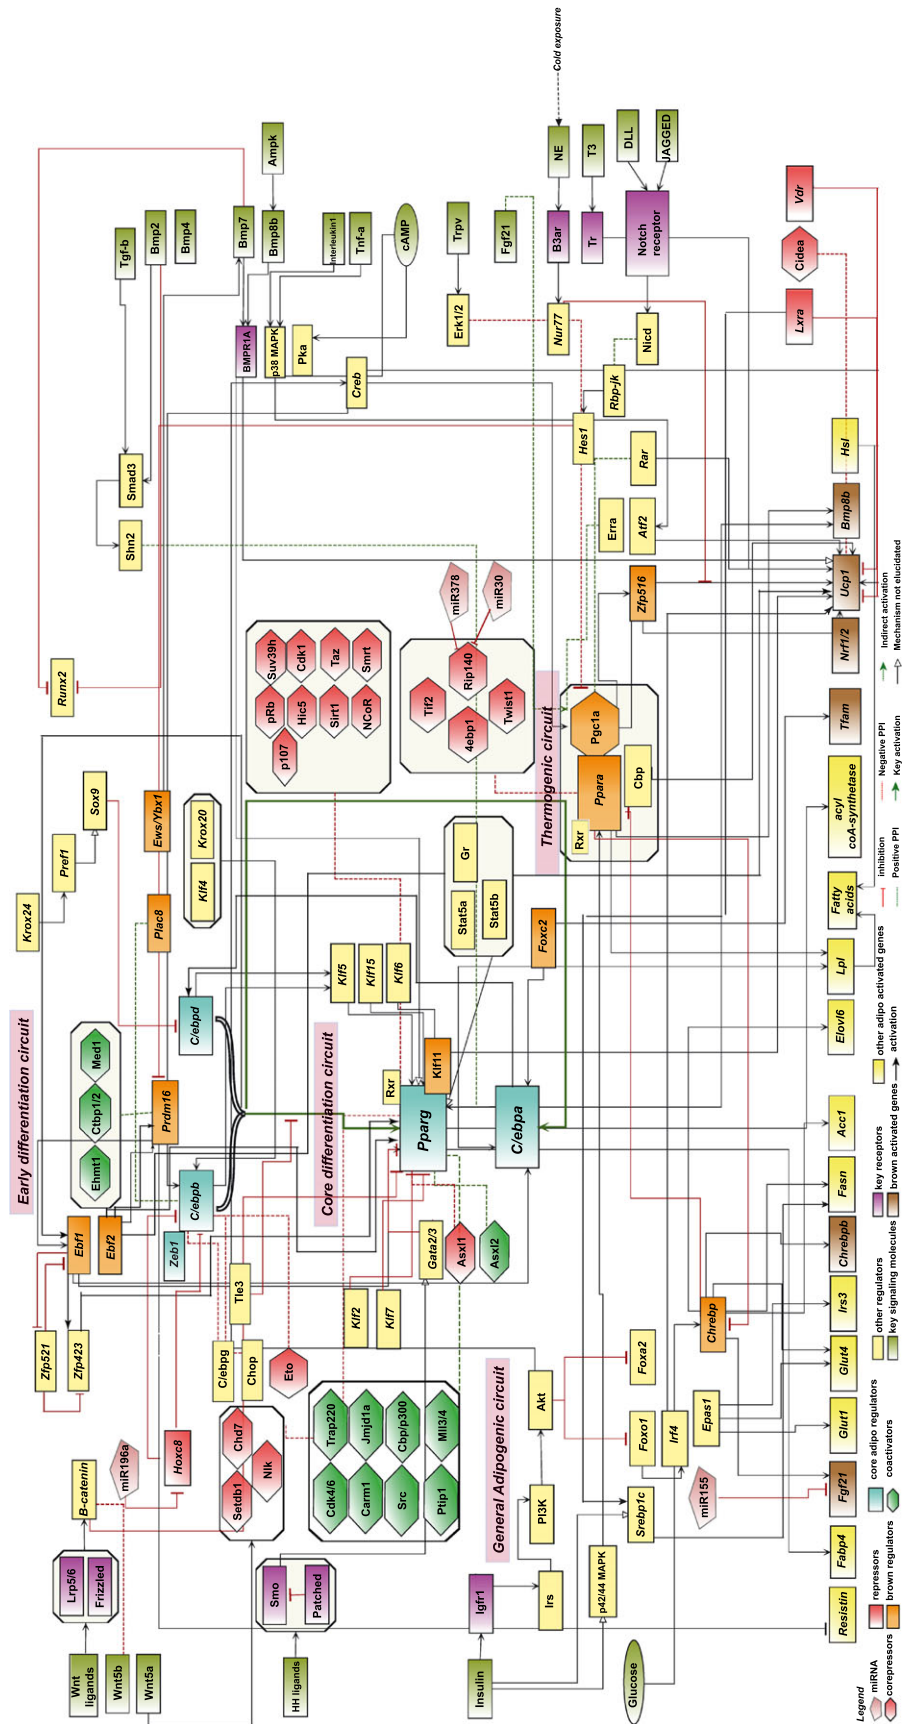 Early differentiation circuit
Krox24
Pref1
Sox9
Runx2
Shn2
Smad3
Tgf-b
Bmp2
Bmp4
Wnt
ligands
Wnt5b
Wnt5a
Lrp5/6
Frizzled
B-catenin
miR196a
Hoxc8
Zfp521
Zfp423
Ebf1
Ebf2
Ehmt1
Ctbp1/2
Med1
Zeb1
C/ebpb
Prdm16
C/ebpd
Plac8
Ews/Ybx1
Klf4
Krox20
Bmp7
Bmp8b
Ampk
BMPR1A
p38 MAPK
Interleukin1
Tnf-a
Pka
cAMP
Creb
Setdb1
Chd7
Nlk
C/ebpg
Chop
Tle3
Eto
Suv39h
Cdk1
Taz
Smrt
pRb
Hic5
Sirt1
NCoR
p107
HH ligands
Smo
Patched
Cdk4/6
Carm1
Src
Ptip1
Trap220
Jmjd1a
Cbp/p300
Mll3/4
Core differentiation circuit
Klf2
Klf7
Gata2/3
Asxl1
Asxl2
Rxr
Pparg
Klf11
C/ebpa
Klf5
Klf15
Klf6
Stat5a
Gr
Stat5b
Foxc2
Tif2
Rip140
4ebp1
Twist1
miR378
miR30
Trpv
Erk1/2
Fgf21
Cold exposure
NE
B3ar
Nur77
T3
Tr
DLL
JAGGED
Notch
receptor
Nicd
Rbp-jk
Hes1
Rar
Erra
Atf2
Thermogenic circuit
Rxr
Ppara
Pgc1a
Cbp
Zfp516
General Adipogenic circuit
Insulin
Igfr1
Irs
PI3K
Akt
Foxa2
Foxo1
p42/44 MAPK
Srebp1c
Irf4
Glucose
miR155
Epas1
Chrebp
Vdr
Cidea
Lxra
Resistin
Fabp4
Fgf21
Glut1
Glut4
Irs3
Chrebpb
Fasn
Acc1
Elovl6
Lpl
Fatty
acids
acyl
coA-synthetase
Tfam
Nrf1/2
Ucp1
Bmp8b
Hsl
Legend
miRNA
corepressors
repressors
brown regulators
core adipo regulators
coactivators
other regulators
key signaling molecules
key receptors
brown activated genes
other adipo activated genes
activation
inhibition
Positive PPI
Negative PPI
Key activation
Indirect activation
Mechanism not elucidated